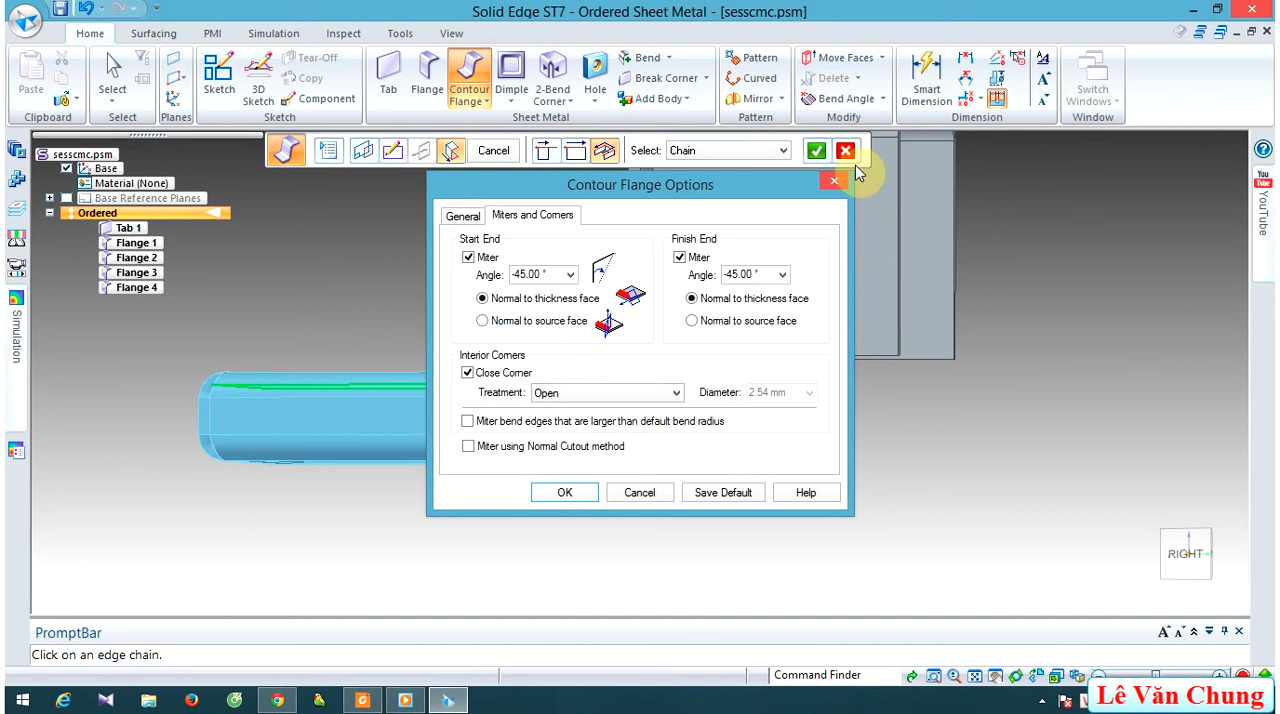 Solid Edge ST7 - Ordered Sheet Metal - [sesscmc.psm]
Home Surfacing PMI Simulation Inspect Tools View
Paste
Clipboard
Select
Select
Planes
Sketch
3D Sketch
Tear-Off
Copy
Component
Sketch
Tab
Flange
Contour Flange
Dimple
2-Bend Corner
Hole
Bend
Break Corner
Add Body
Sheet Metal
Pattern
Curved
Mirror
Pattern
Move Faces
Delete
Bend Angle
Modify
Smart Dimension
Dimension
Switch Windows
Window
Cancel
Select: Chain
sesscmc.psm
Base
Material (None)
Base Reference Planes
Ordered
Tab 1
Flange 1
Flange 2
Flange 3
Flange 4
Simulation
You Tube
YouTube
Contour Flange Options
General Miters and Corners
Start End
Miter
Angle: -45.00 °
Normal to thickness face
Normal to source face
Finish End
Miter
Angle: -45.00 °
Normal to thickness face
Normal to source face
Interior Corners
Close Corner
Treatment: Open Diameter: 2.54 mm
Miter bend edges that are larger than default bend radius
Miter using Normal Cutout method
OK Cancel Save Default Help
RIGHT
PromptBar
Click on an edge chain.
Command Finder
Lê Văn Chung